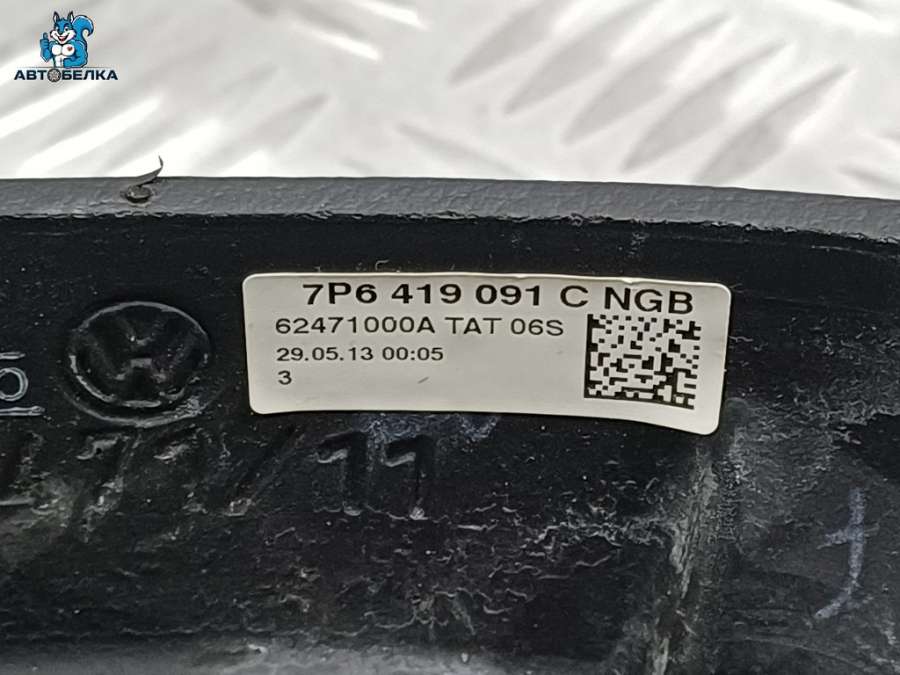 АВТОБЕЛКА
7P6 419 091 C NGB
62471000A TAT 06S
29.05.13 00:05
3